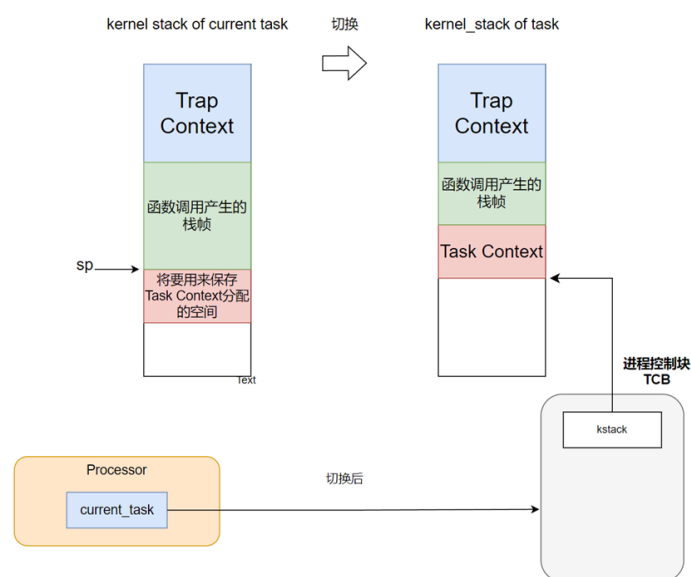 kernel stack of current task
切换
kernel_stack of task
Trap
Context
函数调用产生的
栈帧
sp
将要用来保存
Task Context分配
的空间
Text
Trap
Context
函数调用产生的
栈帧
Task Context
进程控制块
TCB
kstack
Processor
current_task
切换后